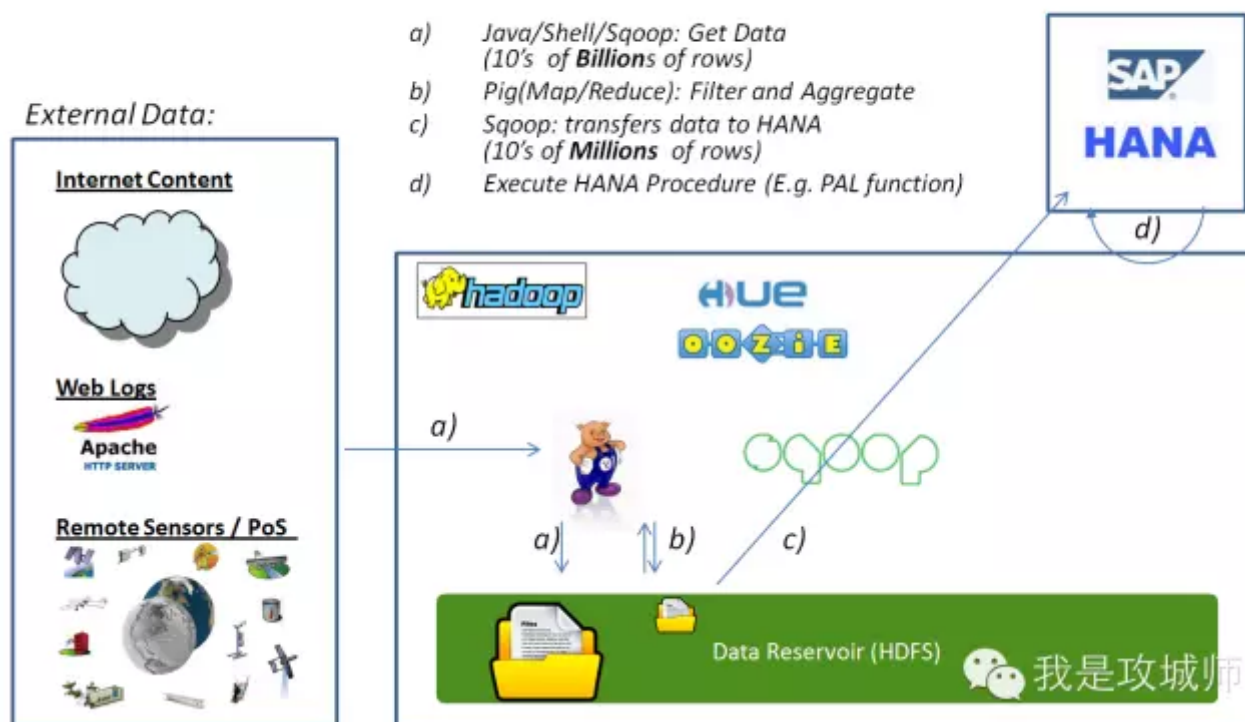 a) Java/Shell/Sqoop: Get Data
(10's of Billions of rows)
b) Pig(Map/Reduce): Filter and Aggregate
c) Sqoop: transfers data to HANA
(10's of Millions of rows)
d) Execute HANA Procedure (E.g. PAL function)
SAP
HANA
d)
External Data:
Internet Content
Web Logs
Apache
HTTP SERVER
Remote Sensors / PoS
hadoop
HUE
OOZiE
a)
sqoop
a)
b)
c)
Files
Data Reservoir (HDFS)
我是攻城师